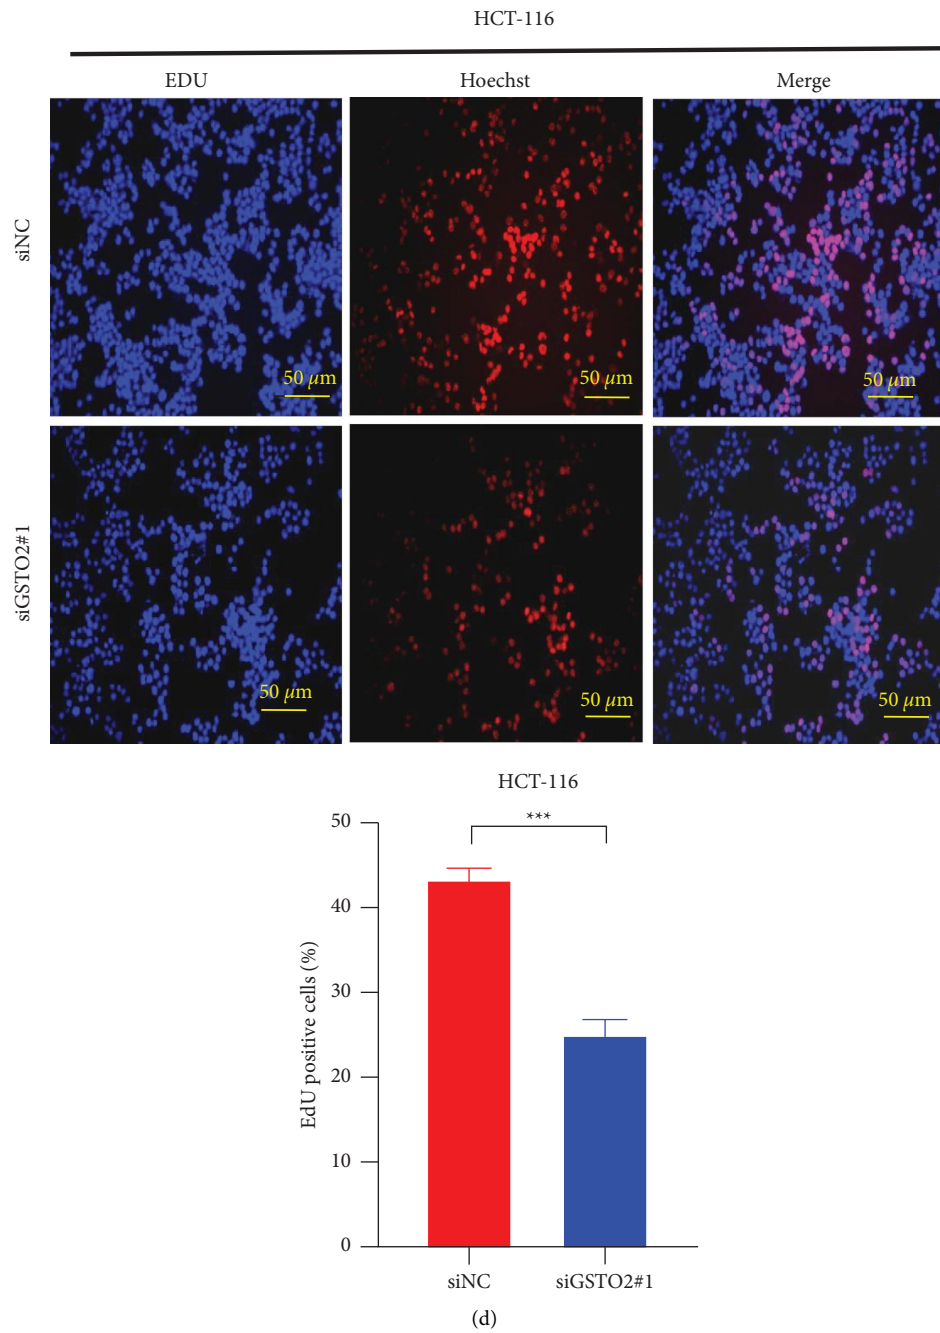 HCT-116
EDU Hoechst Merge
siNC
50 µm 50 µm 50 µm
siGSTO2#1
50 µm 50 µm 50 µm
HCT-116
***
EdU positive cells (%)
50
40
30
20
10
0
siNC siGSTO2#1
(d)